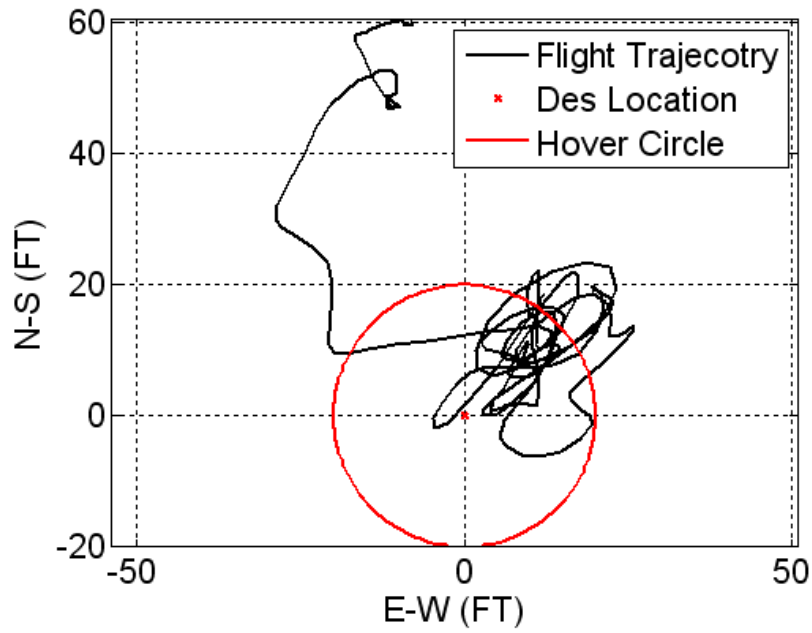 60
40
20
0
-20
-50
0
50
N-S (FT)
E-W (FT)
Flight Trajecotry
Des Location
Hover Circle